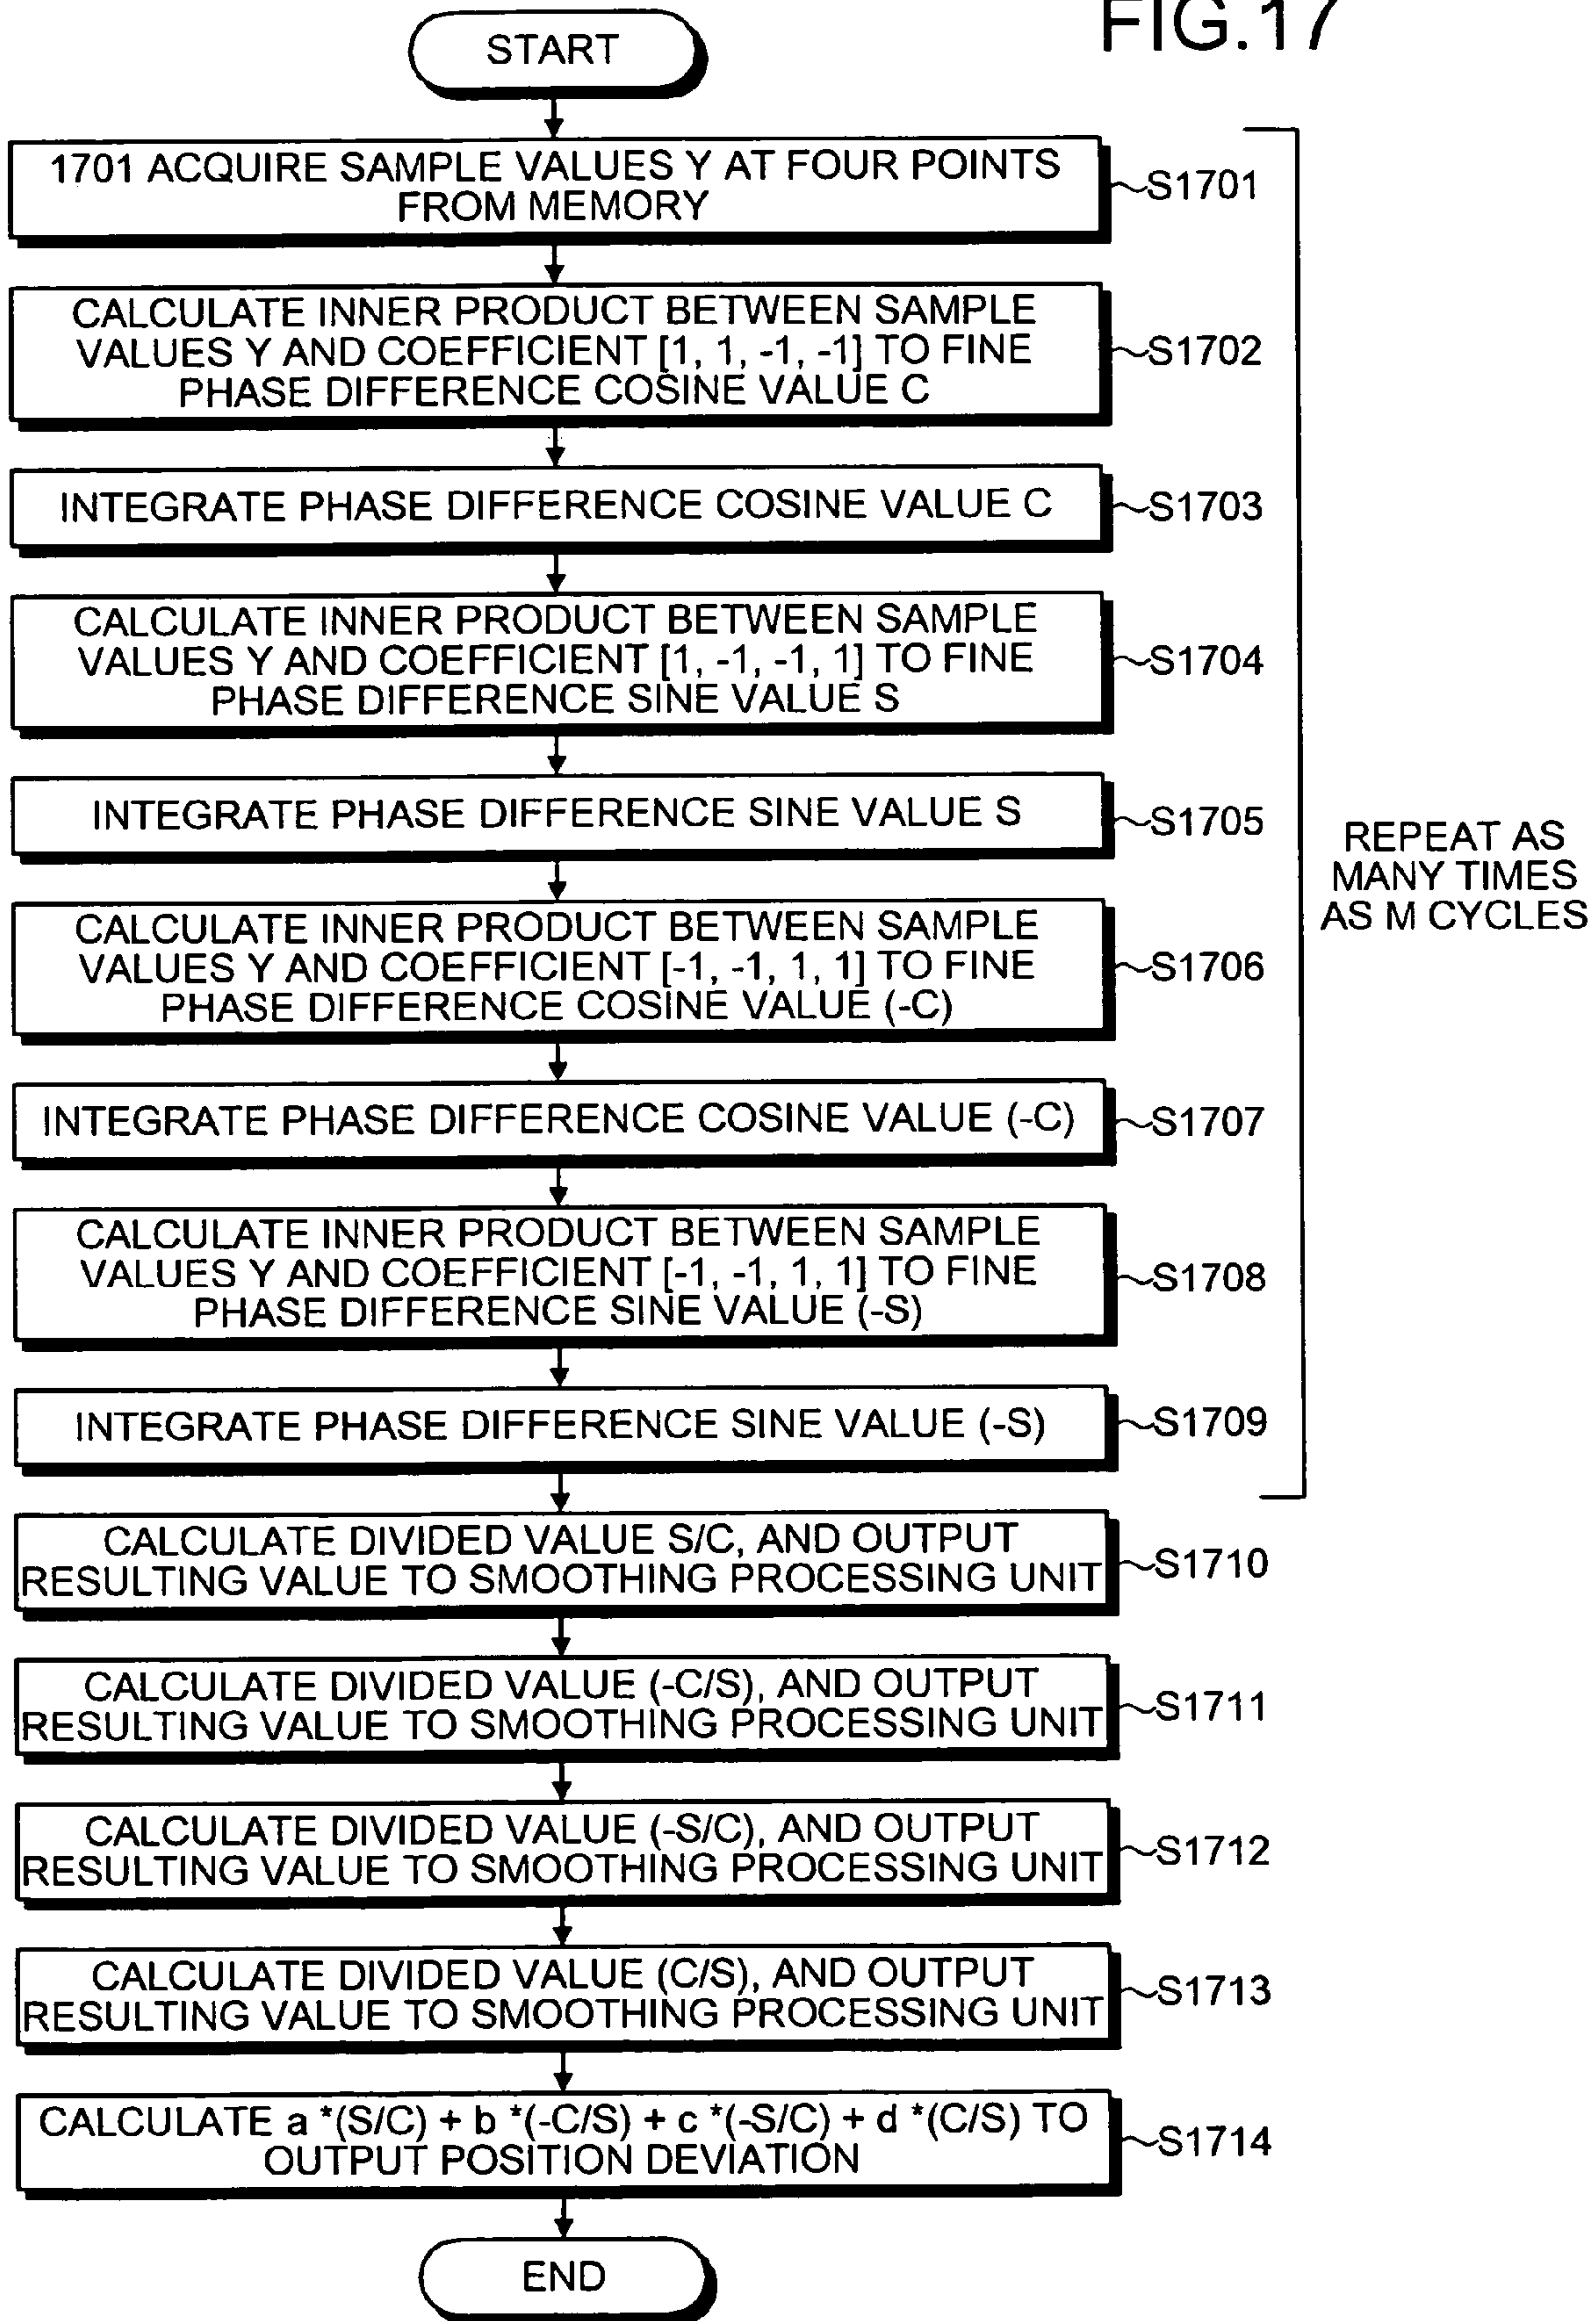 FIG.17
START
1701 ACQUIRE SAMPLE VALUES Y AT FOUR POINTS
FROM MEMORY
S1701
CALCULATE INNER PRODUCT BETWEEN SAMPLE
VALUES Y AND COEFFICIENT [1, 1, -1, -1] TO FINE
PHASE DIFFERENCE COSINE VALUE C
S1702
INTEGRATE PHASE DIFFERENCE COSINE VALUE C
S1703
CALCULATE INNER PRODUCT BETWEEN SAMPLE
VALUES Y AND COEFFICIENT [1, -1, -1, 1] TO FINE
PHASE DIFFERENCE SINE VALUE S
S1704
INTEGRATE PHASE DIFFERENCE SINE VALUE S
S1705
REPEAT AS
MANY TIMES
AS M CYCLES
CALCULATE INNER PRODUCT BETWEEN SAMPLE
VALUES Y AND COEFFICIENT [-1, -1, 1, 1] TO FINE
PHASE DIFFERENCE COSINE VALUE (-C)
S1706
INTEGRATE PHASE DIFFERENCE COSINE VALUE (-C)
S1707
CALCULATE INNER PRODUCT BETWEEN SAMPLE
VALUES Y AND COEFFICIENT [-1, -1, 1, 1] TO FINE
PHASE DIFFERENCE SINE VALUE (-S)
S1708
INTEGRATE PHASE DIFFERENCE SINE VALUE (-S)
S1709
CALCULATE DIVIDED VALUE S/C, AND OUTPUT
RESULTING VALUE TO SMOOTHING PROCESSING UNIT
S1710
CALCULATE DIVIDED VALUE (-C/S), AND OUTPUT
RESULTING VALUE TO SMOOTHING PROCESSING UNIT
S1711
CALCULATE DIVIDED VALUE (-S/C), AND OUTPUT
RESULTING VALUE TO SMOOTHING PROCESSING UNIT
S1712
CALCULATE DIVIDED VALUE (C/S), AND OUTPUT
RESULTING VALUE TO SMOOTHING PROCESSING UNIT
S1713
CALCULATE a *(S/C) + b *(-C/S) + c *(-S/C) + d *(C/S) TO
OUTPUT POSITION DEVIATION
S1714
END